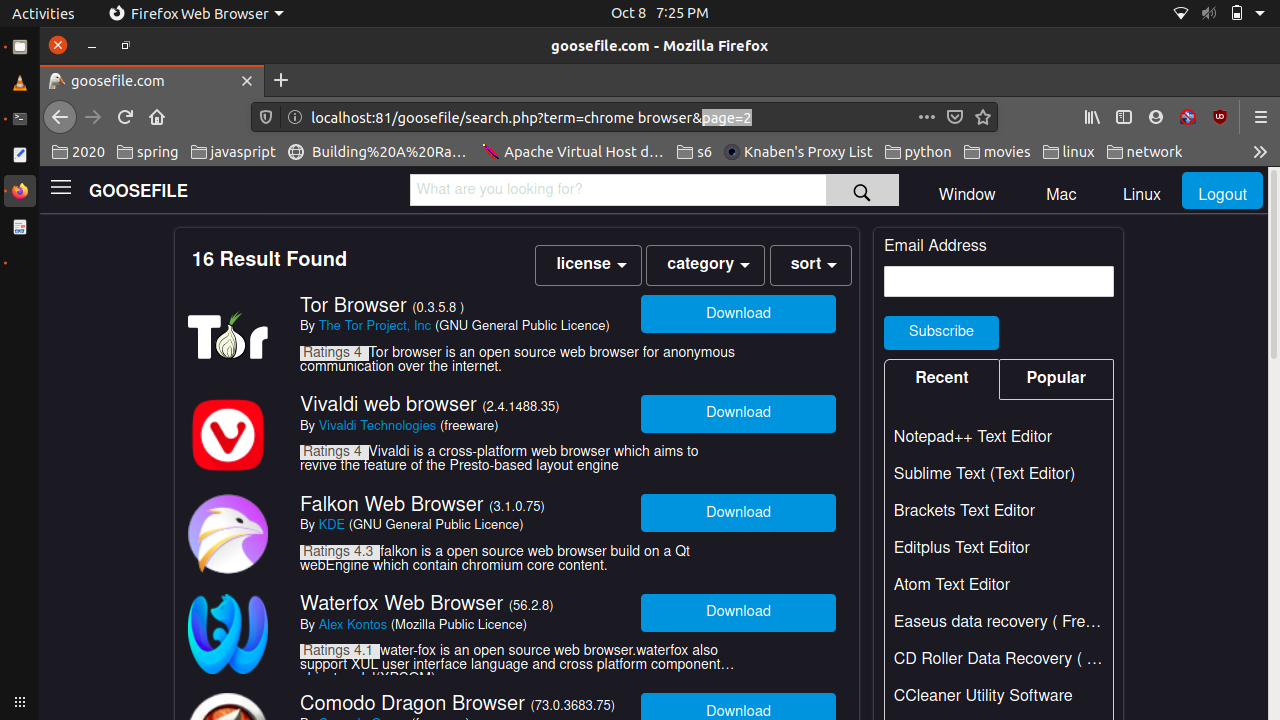 Activities
Firefox Web Browser
Oct 8 7:25 PM
goosefile.com - Mozilla Firefox
goosefile.com
localhost:81/goosefile/search.php?term=chrome browser&page=2
2020
spring
javascripit
Building%20A%20Ra…
Apache Virtual Host d…
s6
Knaben's Proxy List
python
movies
linux
network
GOOSEFILE
What are you looking for?
Window
Mac
Linux
Logout
16 Result Found
license
category
sort
Tor Browser (0.3.5.8 )
By The Tor Project, Inc (GNU General Public Licence)
Download
Ratings 4 Tor browser is an open source web browser for anonymous
communication over the internet.
Tor
Vivaldi web browser (2.4.1488.35)
By Vivaldi Technologies (freeware)
Download
Ratings 4 Vivaldi is a cross-platform web browser which aims to
revive the feature of the Presto-based layout engine
Falkon Web Browser (3.1.0.75)
By KDE (GNU General Public Licence)
Download
Ratings 4.3 falkon is a open source web browser build on a Qt
webEngine which contain chromium core content.
Waterfox Web Browser (56.2.8)
By Alex Kontos (Mozilla Public Licence)
Download
Ratings 4.1 water-fox is an open source web browser.waterfox also
support XUL user interface language and cross platform component…
Comodo Dragon Browser (73.0.3683.75)
Download
Email Address
Subscribe
Recent
Popular
Notepad++ Text Editor
Sublime Text (Text Editor)
Brackets Text Editor
Editplus Text Editor
Atom Text Editor
Easeus data recovery ( Fre…
CD Roller Data Recovery ( …
CCleaner Utility Software